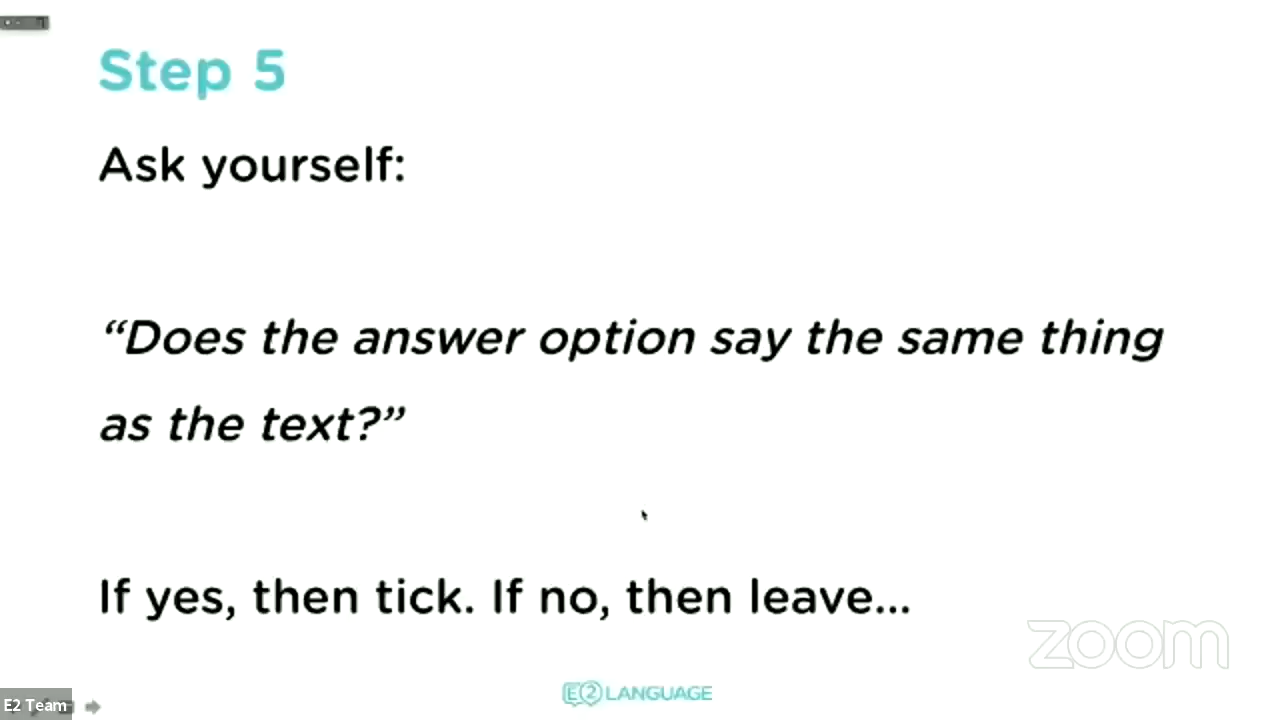 Step 5
Ask yourself:
“Does the answer option say the same thing
as the text?”
If yes, then tick. If no, then leave...
zoom
E2 LANGUAGE
E2 Team